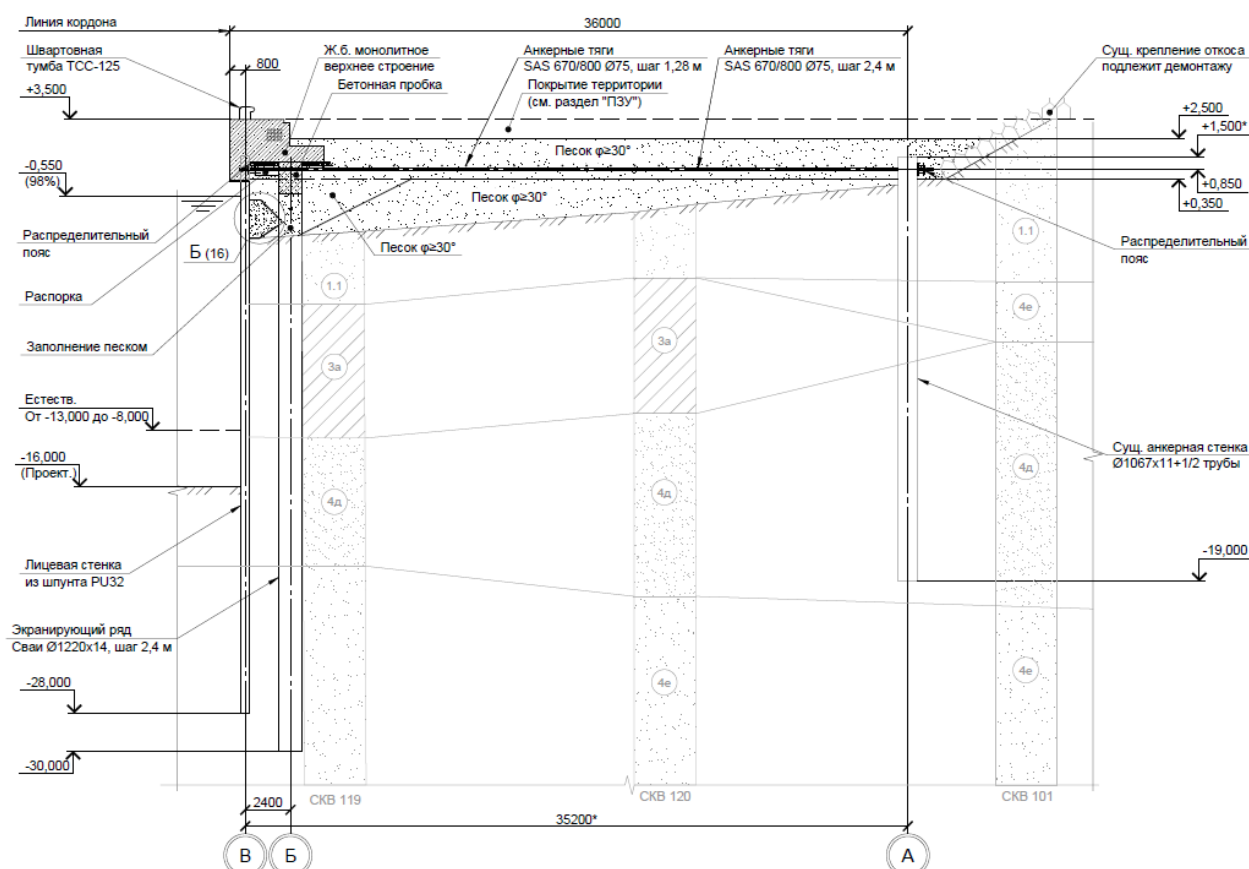 Линия кордона
36000
Швартовная
тумба ТСС-125
800
Ж.б. монолитное
верхнее строение
Бетонная пробка
Анкерные тяги
SAS 670/800 Ø75, шаг 1,28 м
Анкерные тяги
SAS 670/800 Ø75, шаг 2,4 м
Сущ. крепление откоса
подлежит демонтажу
Покрытие территории
(см. раздел "ПЗУ")
+3,500
+2,500
+1,500*
Песок φ≥30°
-0,550
(98%)
+0,850
+0,350
Песок φ≥30°
Распределительный
пояс
Б (16)
Песок φ≥30°
1.1
Распределительный
пояс
Распорка
1.1
4е
Заполнение песком
3а
3а
Естеств.
От -13,000 до -8,000
-16,000
(Проект.)
Сущ. анкерная стенка
Ø1067х11+1/2 трубы
4д
4д
4д
Лицевая стенка
из шпунта PU32
-19,000
Экранирующий ряд
Сваи Ø1220х14, шаг 2,4 м
4е
4е
-28,000
-30,000
2400
СКВ 119
СКВ 120
СКВ 101
35200*
В
Б
А